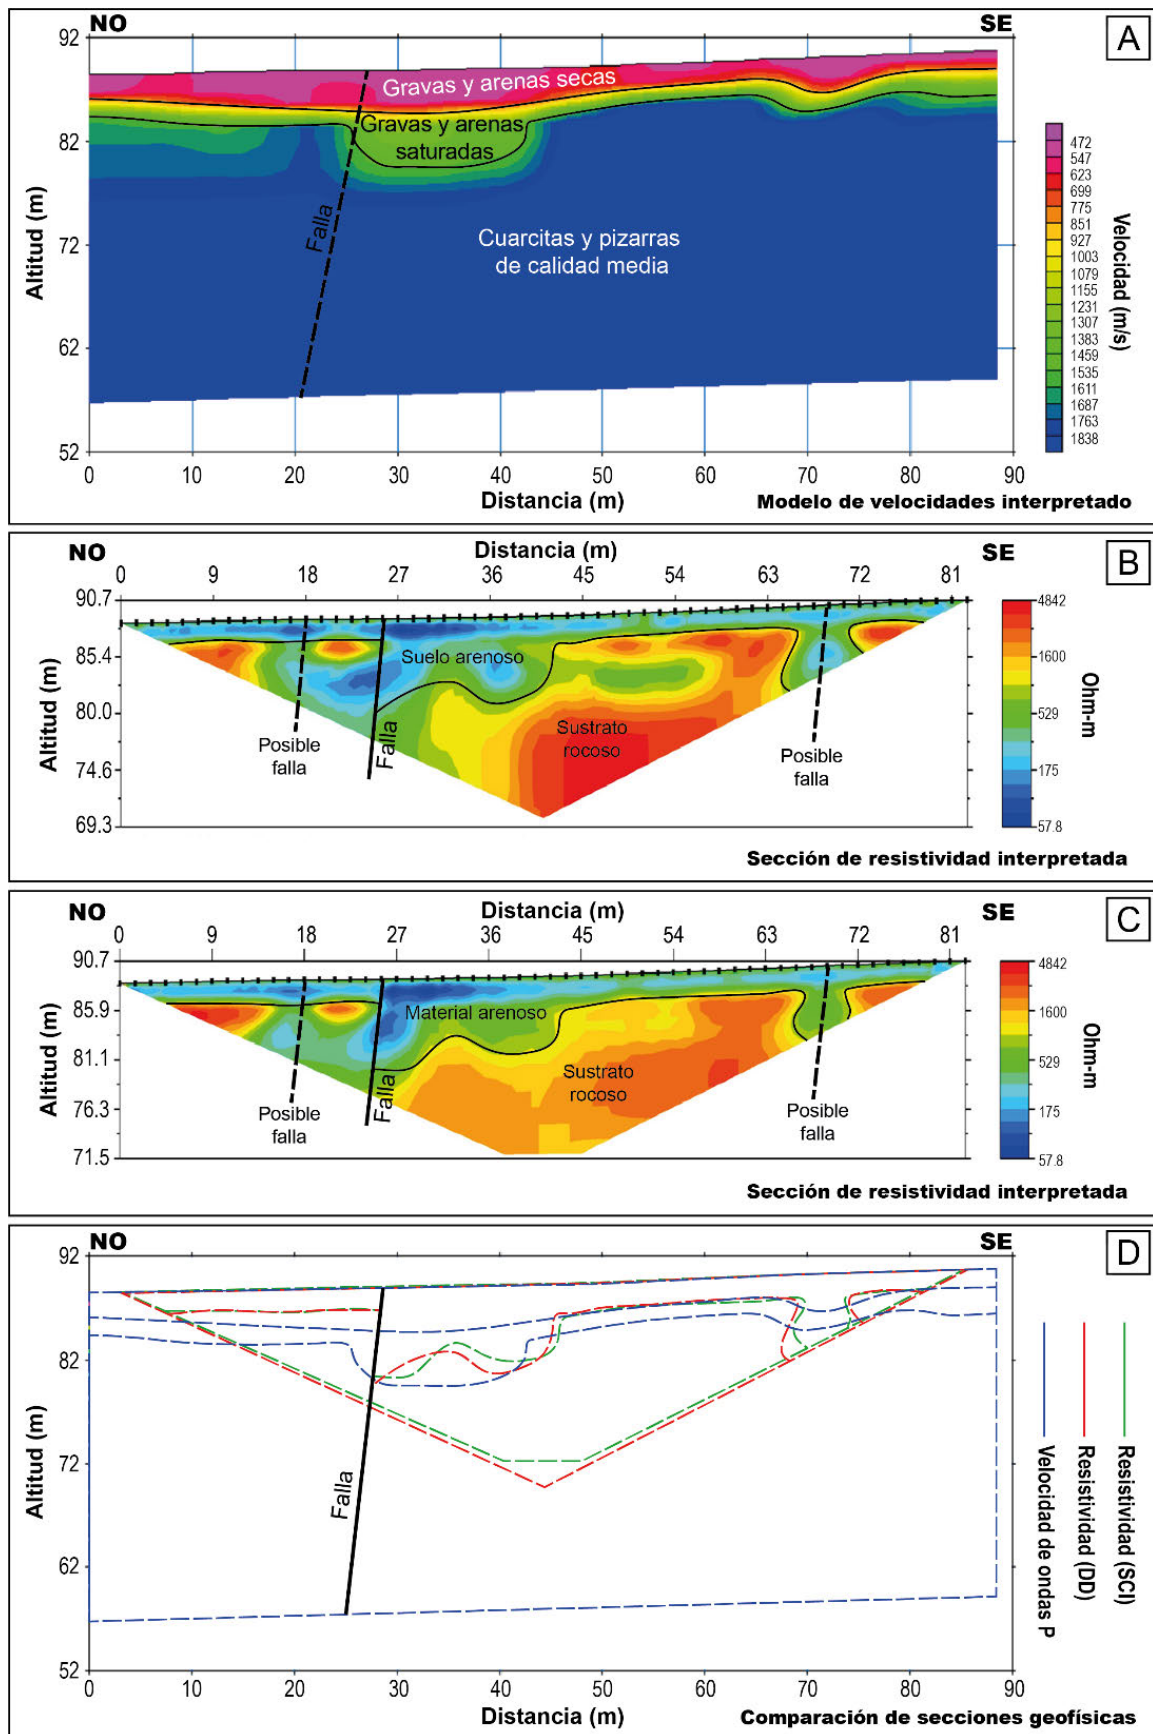 NO
SE
A
92
82
72
62
52
Altitud (m)
Gravas y arenas secas
Gravas y arenas
saturadas
Falla
Cuarcitas y pizarras
de calidad media
472
547
623
699
775
851
927
1003
1079
1155
1231
1307
1383
1459
1535
1611
1687
1763
1838
Velocidad (m/s)
0 10 20 30 40 50 60 70 80 90
Distancia (m)
Modelo de velocidades interpretado
NO
Distancia (m)
SE
B
0 9 18 27 36 45 54 63 72 81
90.7
85.4
80.0
74.6
69.3
Altitud (m)
Suelo arenoso
Sustrato
rocoso
Posible
falla
Falla
Posible
falla
4842
1600
529
175
57.8
Ohm-m
Sección de resistividad interpretada
NO
Distancia (m)
SE
C
0 9 18 27 36 45 54 63 72 81
90.7
85.9
81.1
76.3
71.5
Altitud (m)
Material arenoso
Sustrato
rocoso
Posible
falla
Falla
Posible
falla
4842
1600
529
175
57.8
Ohm-m
Sección de resistividad interpretada
NO
SE
D
92
82
72
62
52
Altitud (m)
Falla
Velocidad de ondas P
Resistividad (DD)
Resistividad (SCI)
0 10 20 30 40 50 60 70 80 90
Distancia (m)
Comparación de secciones geofísicas